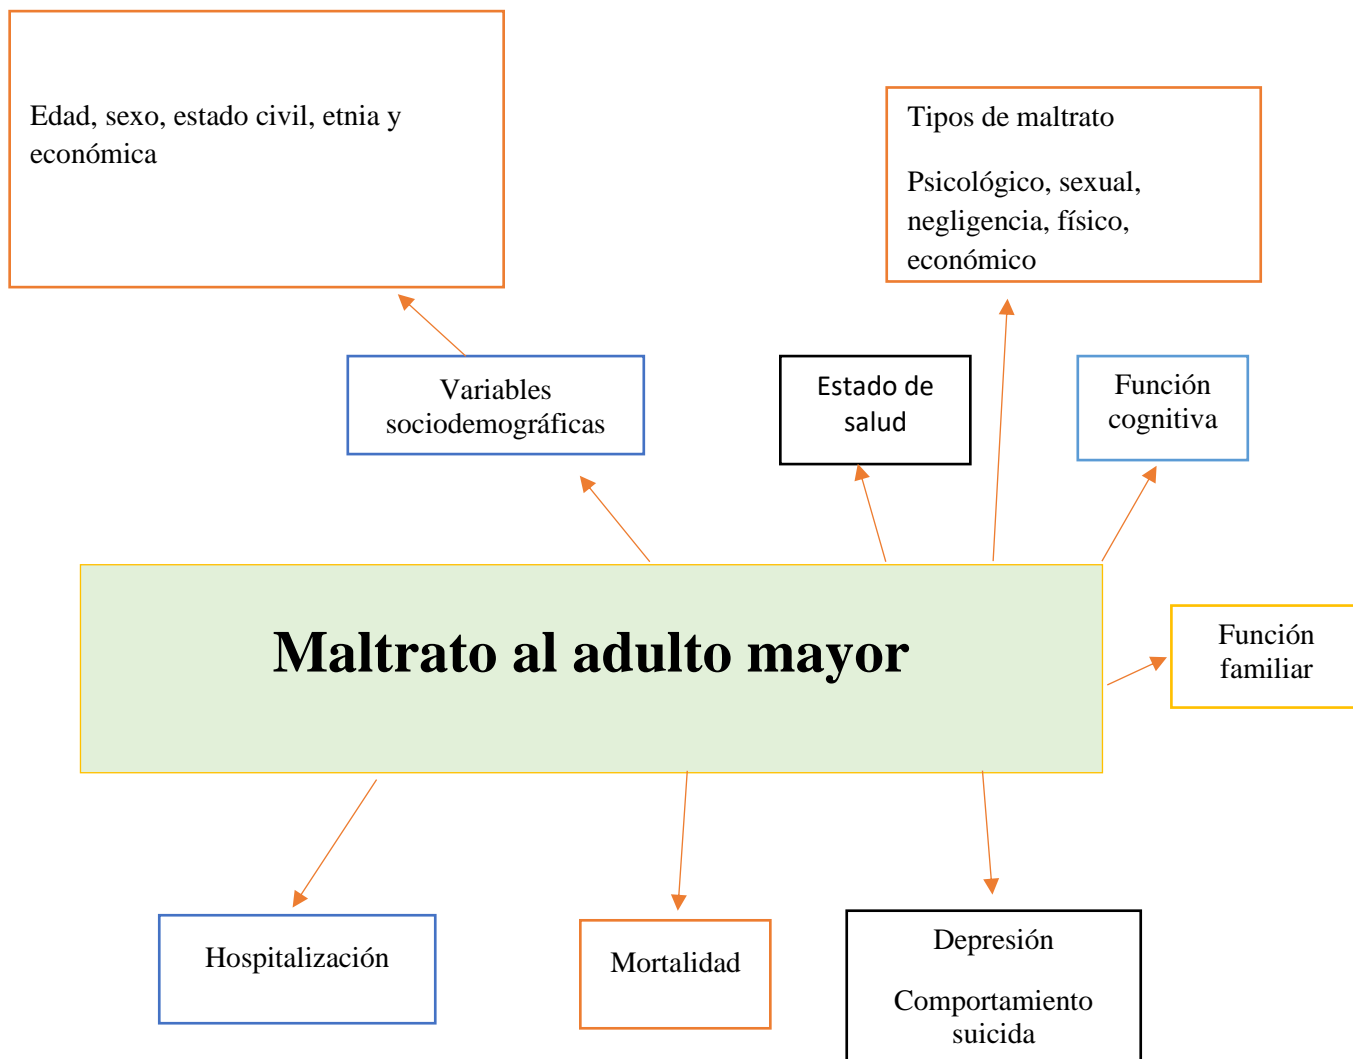 Edad, sexo, estado civil, etnia y
económica
Tipos de maltrato
Psicológico, sexual,
negligencia, físico,
económico
Variables
sociodemográficas
Estado de
salud
Función
cognitiva
Maltrato al adulto mayor
Función
familiar
Hospitalización
Mortalidad
Depresión
Comportamiento
suicida